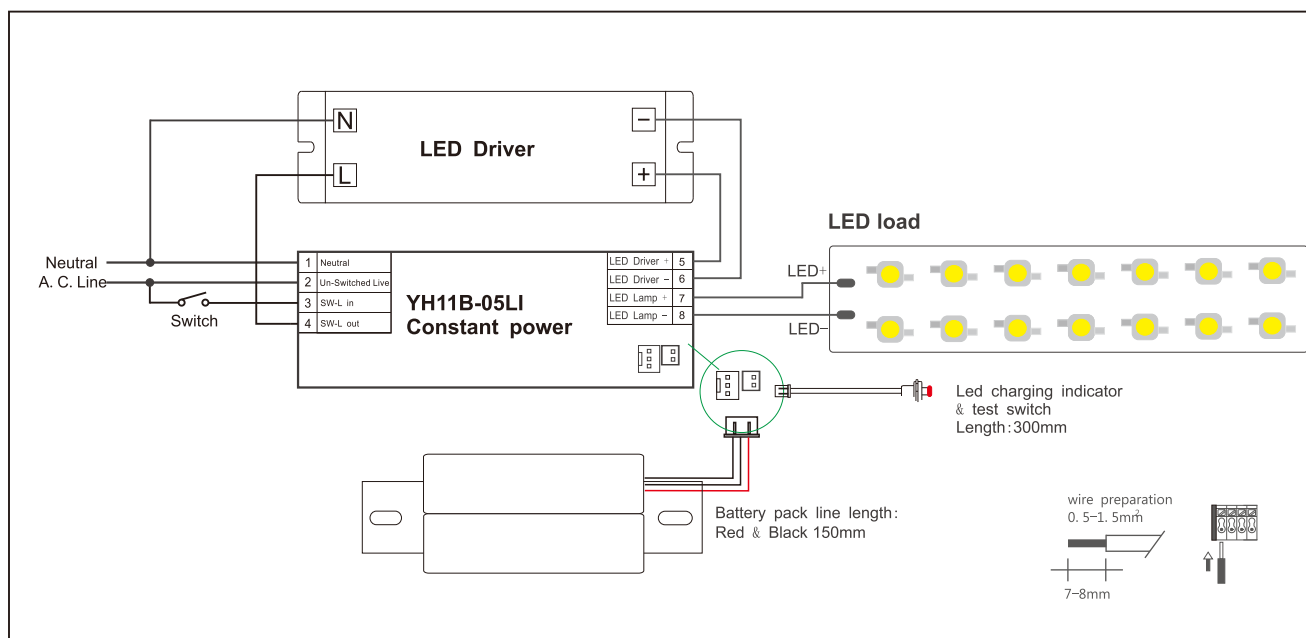 N
L
LED Driver
−
+
Neutral
A. C. Line
Switch
1 Neutral
2 Un-Switched Live
3 SW-L in
4 SW-L out
YH11B-05LI
Constant power
LED Driver + 5
LED Driver − 6
LED Lamp + 7
LED Lamp − 8
LED load
LED+
LED−
Led charging indicator
& test switch
Length:300mm
Battery pack line length:
Red & Black 150mm
wire preparation
0. 5-1. 5mm²
7-8mm